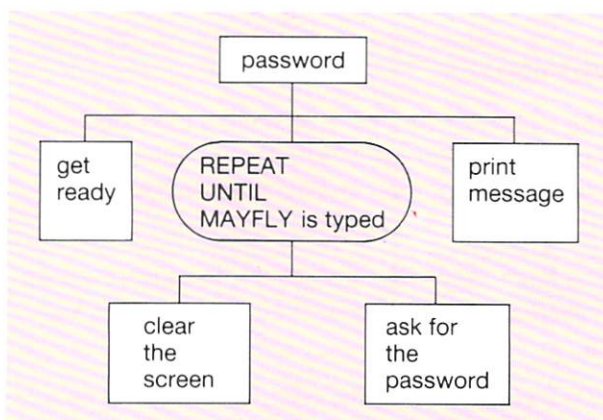 password
get
ready
REPEAT
UNTIL
MAYFLY is typed
print
message
clear
the
screen
ask for
the
password